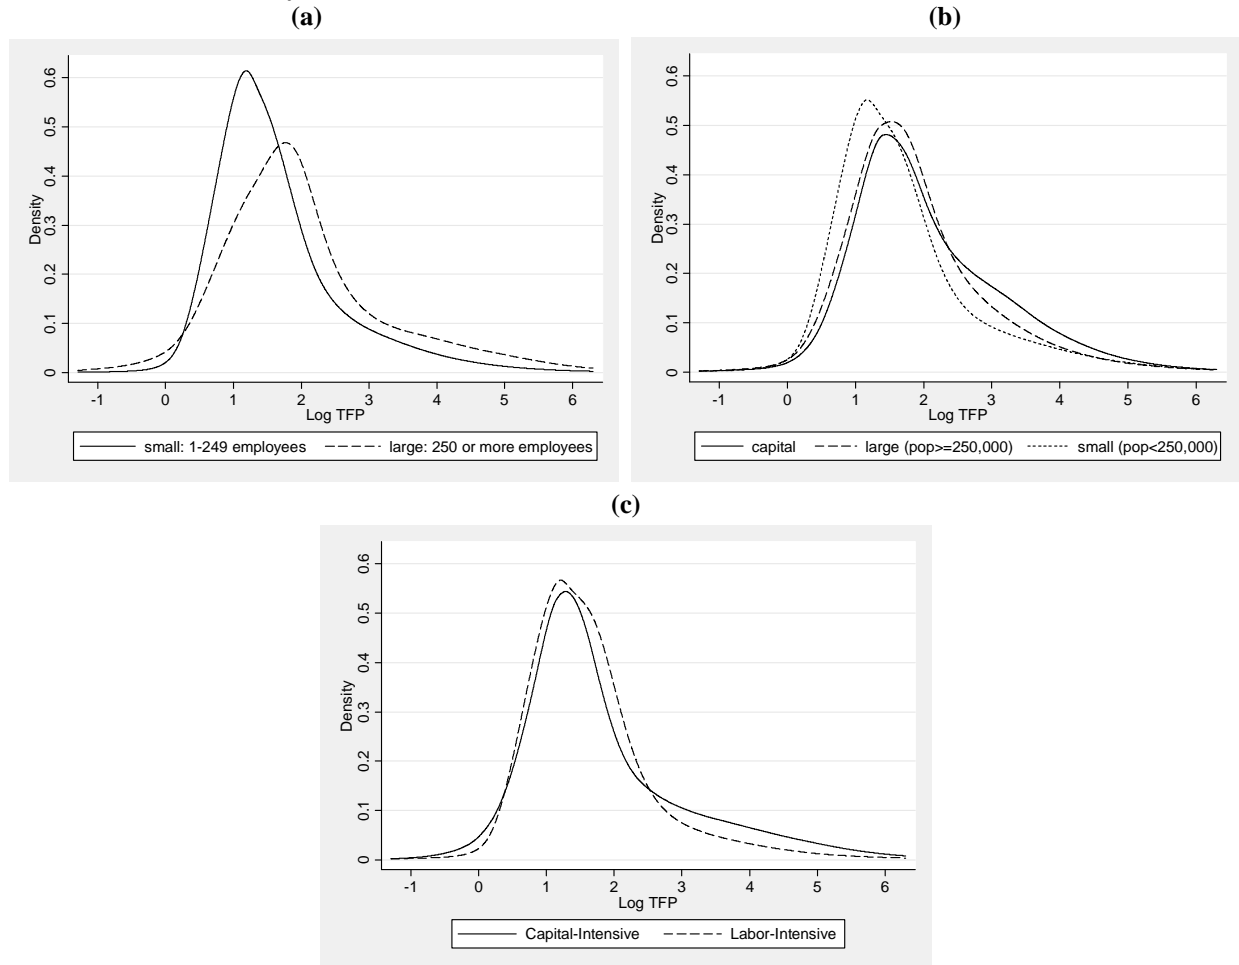 (a)
(b)
0.6
0.5
0.4
0.3
0.2
0.1
0
Density
-1 0 1 2 3 4 5 6
Log TFP
small: 1-249 employees large: 250 or more employees
0.6
0.5
0.4
0.3
0.2
0.1
0
Density
-1 0 1 2 3 4 5 6
Log TFP
capital large (pop>=250,000) small (pop<250,000)
(c)
0.6
0.5
0.4
0.3
0.2
0.1
0
Density
-1 0 1 2 3 4 5 6
Log TFP
Capital-Intensive Labor-Intensive